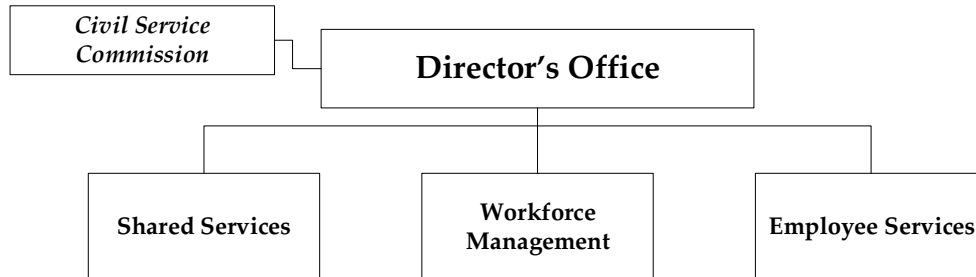 Civil Service
Commission
Director’s Office
Shared Services
Workforce
Management
Employee Services